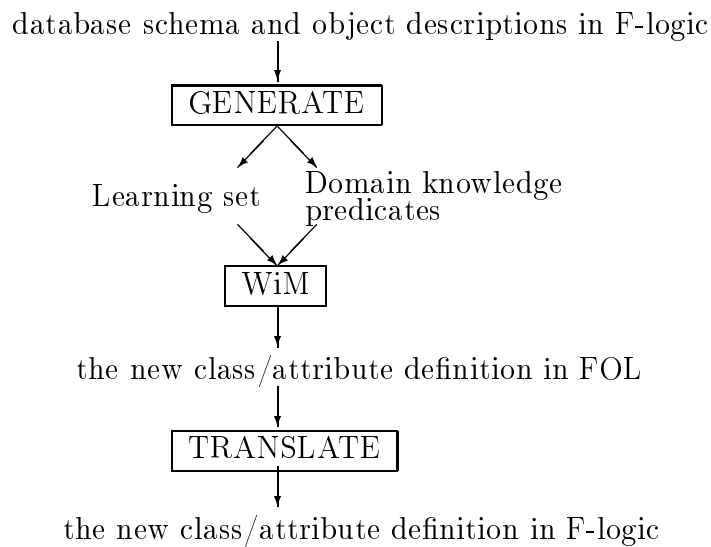 database schema and object descriptions in F-logic
GENERATE
Learning set
Domain knowledge
predicates
WiM
the new class/attribute definition in FOL
TRANSLATE
the new class/attribute definition in F-logic